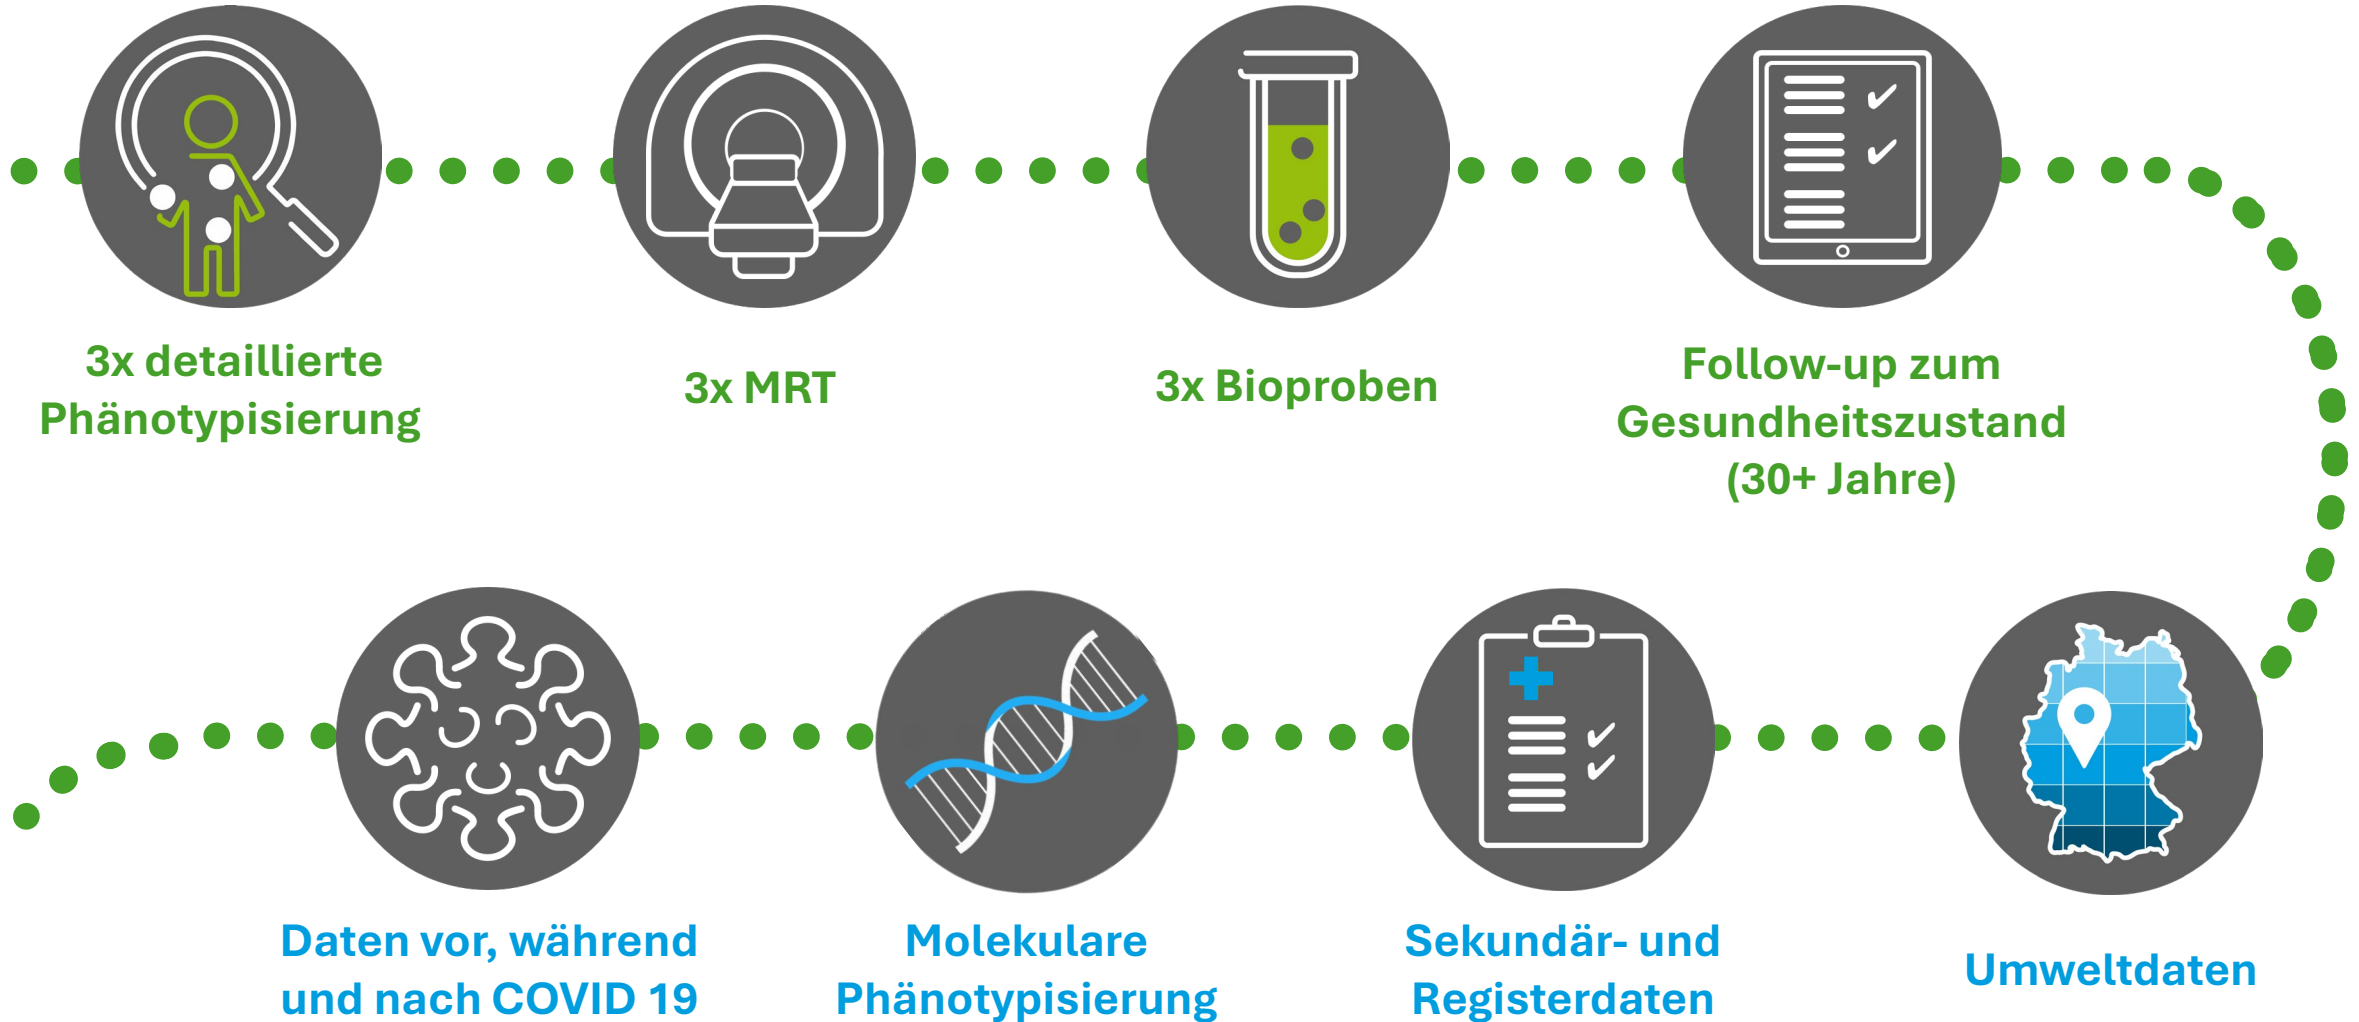 3x detaillierte
Phänotypisierung
3x MRT
3x Bioproben
Follow-up zum
Gesundheitszustand
(30+ Jahre)
Daten vor, während
und nach COVID 19
Molekulare
Phänotypisierung
Sekundär- und
Registerdaten
Umweltdaten